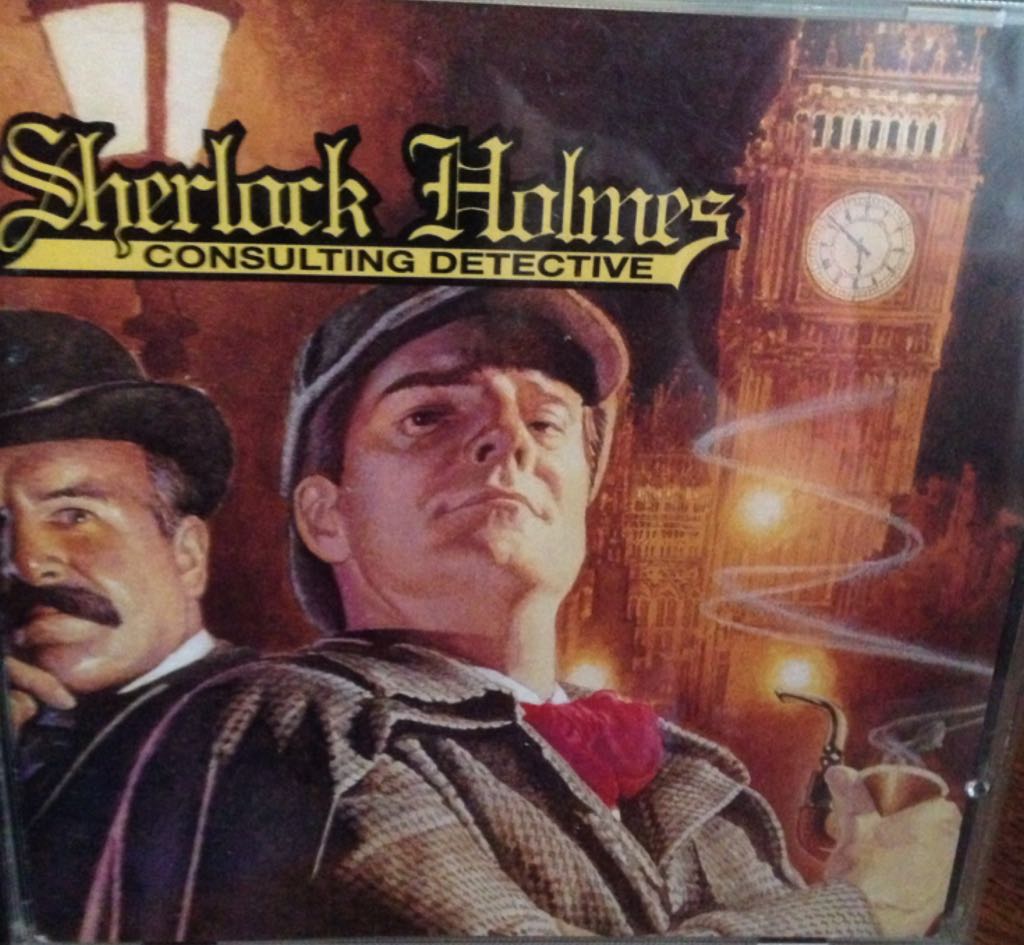 Sherlock Holmes
CONSULTING DETECTIVE